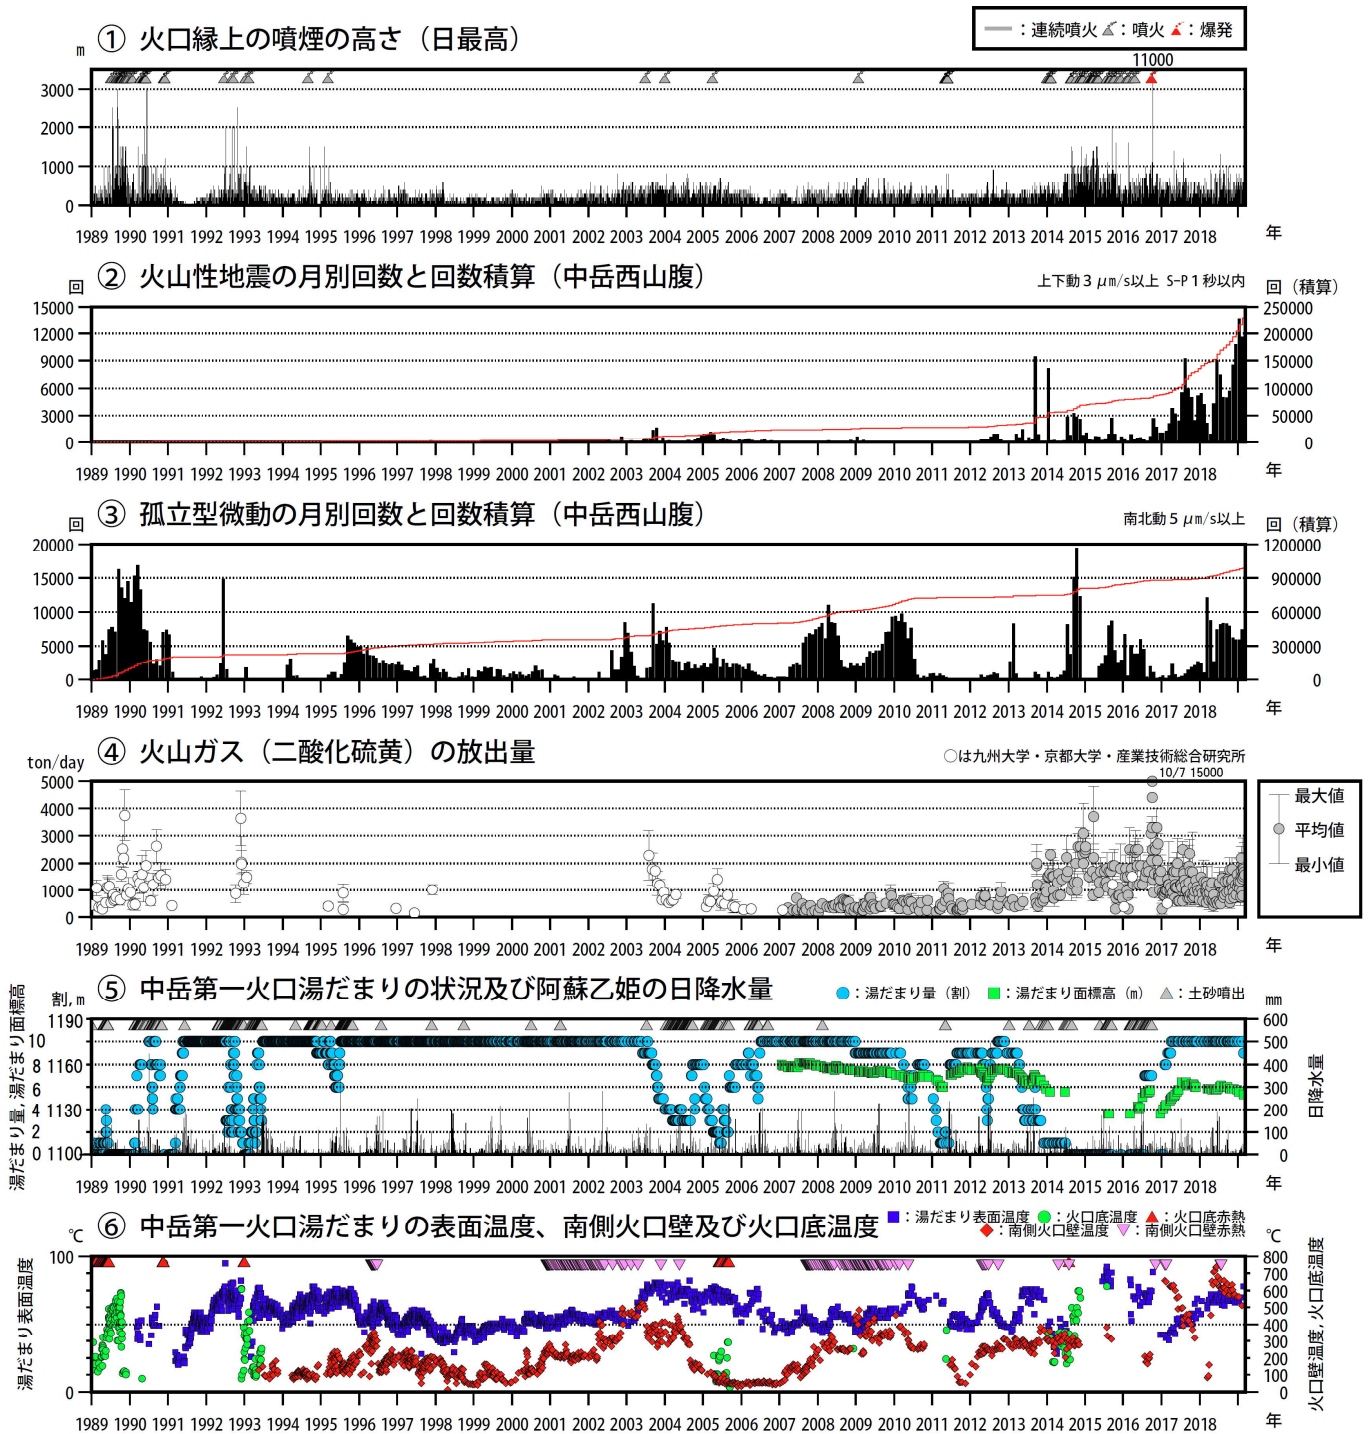 ① 火口縁上の噴煙の高さ（日最高）
：連続噴火 ：噴火 ：爆発
m
11000
3000
2000
1000
0
1989 1990 1991 1992 1993 1994 1995 1996 1997 1998 1999 2000 2001 2002 2003 2004 2005 2006 2007 2008 2009 2010 2011 2012 2013 2014 2015 2016 2017 2018 年
② 火山性地震の月別回数と回数積算（中岳西山腹）
上下動３μm/s以上 S-P１秒以内
回 回（積算）
15000 250000
12000 200000
9000 150000
6000 100000
3000 50000
0 0
1989 1990 1991 1992 1993 1994 1995 1996 1997 1998 1999 2000 2001 2002 2003 2004 2005 2006 2007 2008 2009 2010 2011 2012 2013 2014 2015 2016 2017 2018 年
③ 孤立型微動の月別回数と回数積算（中岳西山腹）
南北動５μm/s以上
回 回（積算）
20000 1200000
15000 900000
10000 600000
5000 300000
0 0
1989 1990 1991 1992 1993 1994 1995 1996 1997 1998 1999 2000 2001 2002 2003 2004 2005 2006 2007 2008 2009 2010 2011 2012 2013 2014 2015 2016 2017 2018 年
④ 火山ガス（二酸化硫黄）の放出量
ton/day
○は九州大学・京都大学・産業技術総合研究所
10/7 15000
5000
4000
3000
2000
1000
0
最大値
平均値
最小値
1989 1990 1991 1992 1993 1994 1995 1996 1997 1998 1999 2000 2001 2002 2003 2004 2005 2006 2007 2008 2009 2010 2011 2012 2013 2014 2015 2016 2017 2018 年
⑤ 中岳第一火口湯だまりの状況及び阿蘇乙姫の日降水量
：湯だまり量（割） ：湯だまり面標高（m） ：土砂噴出
割,m mm
湯だまり量, 湯だまり面標高
日降水量
1190 600
10 500
8 1160 400
6 300
4 1130 200
2 100
0 1100 0
1989 1990 1991 1992 1993 1994 1995 1996 1997 1998 1999 2000 2001 2002 2003 2004 2005 2006 2007 2008 2009 2010 2011 2012 2013 2014 2015 2016 2017 2018 年
⑥ 中岳第一火口湯だまりの表面温度、南側火口壁及び火口底温度
：湯だまり表面温度 ：火口底温度 ：火口底赤熱
：南側火口壁温度 ：南側火口壁赤熱
℃ ℃
湯だまり表面温度
火口壁温度, 火口底温度
100 800
700
600
500
400
300
200
100
0 0
1989 1990 1991 1992 1993 1994 1995 1996 1997 1998 1999 2000 2001 2002 2003 2004 2005 2006 2007 2008 2009 2010 2011 2012 2013 2014 2015 2016 2017 2018 年